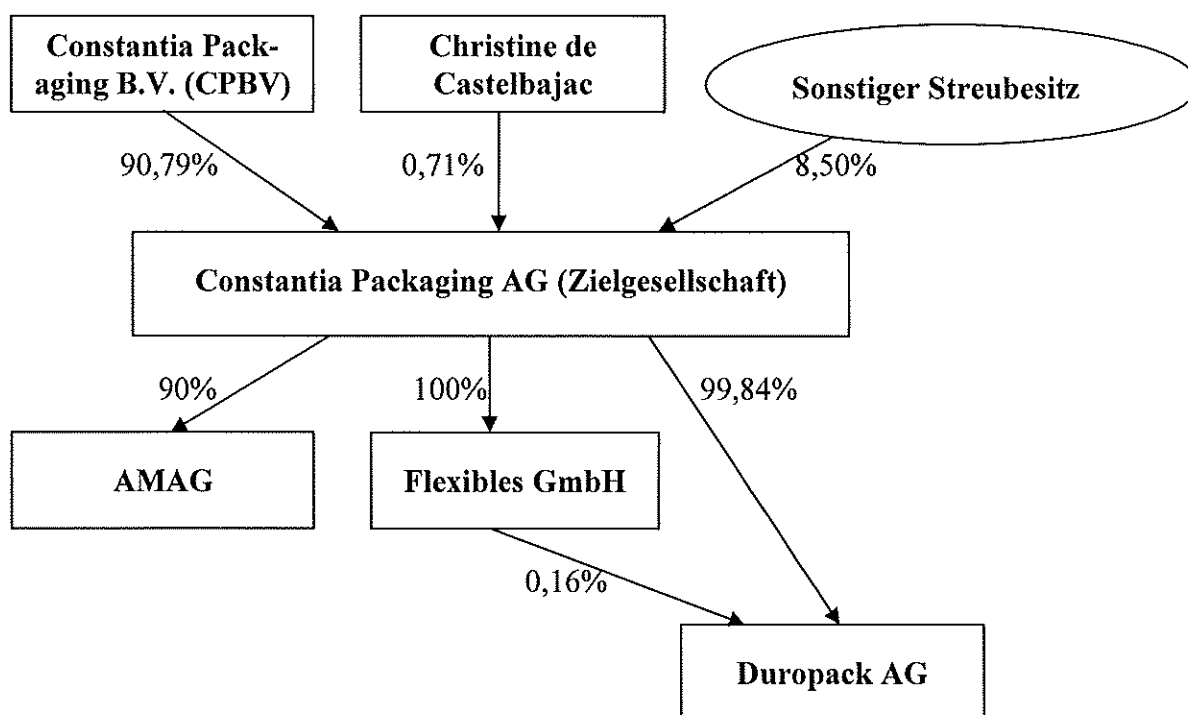 Constantia Pack-
aging B.V. (CPBV)
Christine de
Castelbajac
Sonstiger Streubesitz
90,79%
0,71%
8,50%
Constantia Packaging AG (Zielgesellschaft)
90%
100%
99,84%
AMAG
Flexibles GmbH
0,16%
Duropack AG